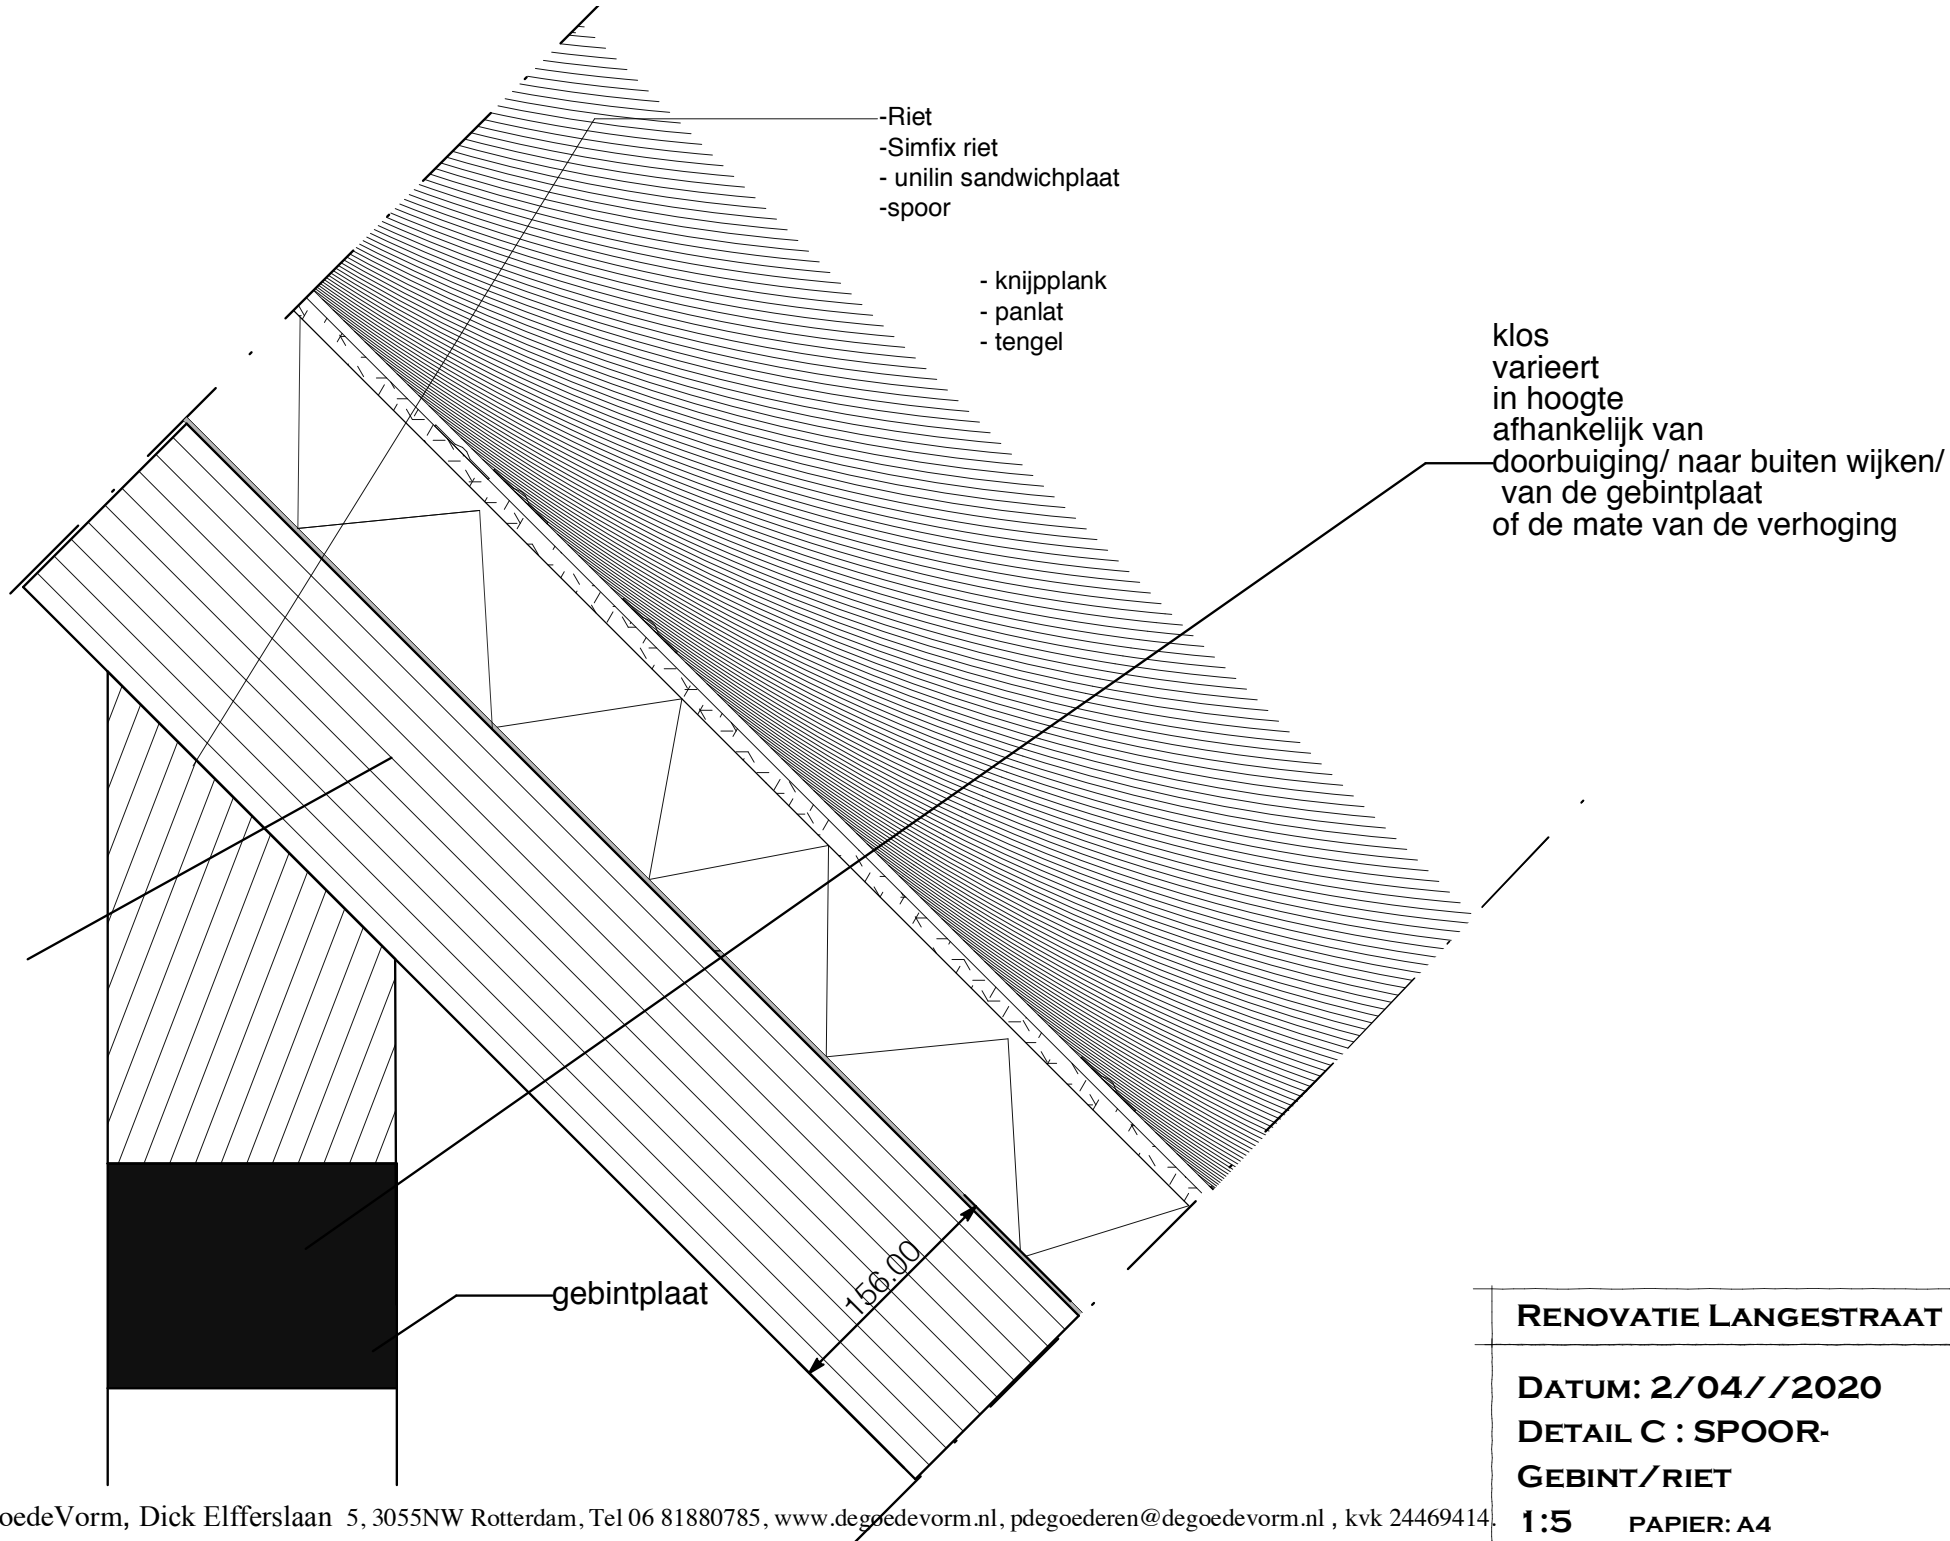 -Riet
-Simfix riet
- unilin sandwichplaat
-spoor
- knijpplank
- panlat
- tengel
klos
varieert
in hoogte
afhankelijk van
doorbuiging/ naar buiten wijken/
van de gebintplaat
of de mate van de verhoging
156.00
gebintplaat
RENOVATIE LANGESTRAAT
DATUM: 2/04//2020
DETAIL C : SPOOR-
GEBINT/RIET
1:5 PAPIER: A4
oedeVorm, Dick Elfferslaan 5, 3055NW Rotterdam, Tel 06 81880785, www.degoedevorm.nl, pdegoederen@degoedevorm.nl , kvk 24469414.